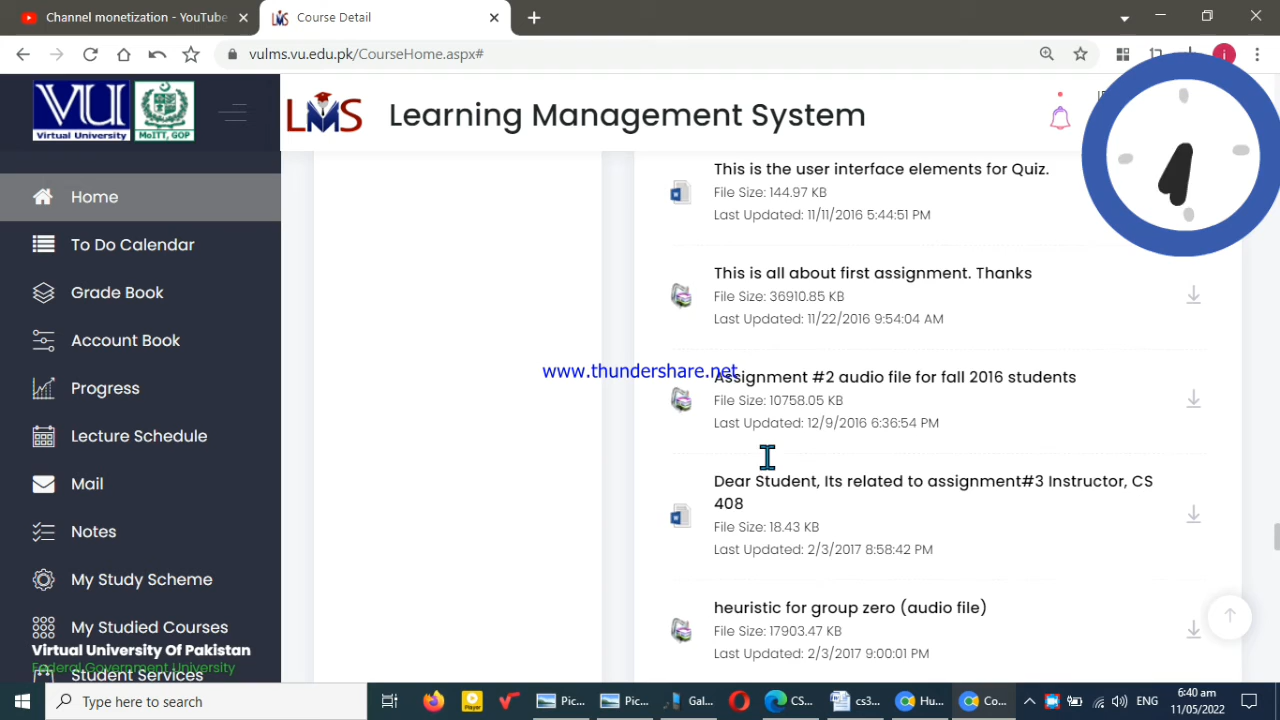 Channel monetization - YouTube
Course Detail
vulms.vu.edu.pk/CourseHome.aspx#
VU
Virtual University
MoITT, GOP
LMS
Learning Management System
Home
To Do Calendar
Grade Book
Account Book
Progress
Lecture Schedule
Mail
Notes
My Study Scheme
My Studied Courses
Student Services
Virtual University Of Pakistan
Federal Government University
This is the user interface elements for Quiz.
File Size: 144.97 KB
Last Updated: 11/11/2016 5:44:51 PM
This is all about first assignment. Thanks
File Size: 36910.85 KB
Last Updated: 11/22/2016 9:54:04 AM
www.thundershare.net
Assignment #2 audio file for fall 2016 students
File Size: 10758.05 KB
Last Updated: 12/9/2016 6:36:54 PM
Dear Student, Its related to assignment#3 Instructor, CS
408
File Size: 18.43 KB
Last Updated: 2/3/2017 8:58:42 PM
heuristic for group zero (audio file)
File Size: 17903.47 KB
Last Updated: 2/3/2017 9:00:01 PM
Type here to search
Player
Pic...
Pic...
Gal...
CS...
cs3...
Hu...
Co...
ENG
6:40 am
11/05/2022